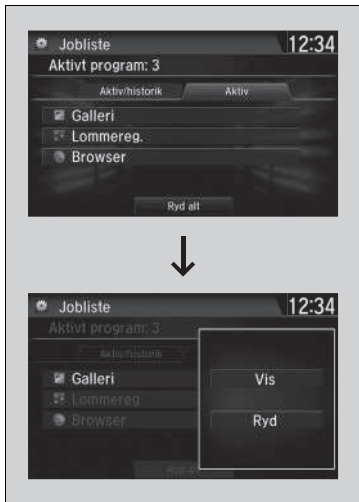 Jobliste 12:34
Aktivt program: 3
Aktiv/historik Aktiv
Galleri
Lommereg.
Browser
Ryd alt
Jobliste 12:34
Aktivt program: 3
Aktiv/historik
Galleri
Vis
Lommereg.
Browser
Ryd